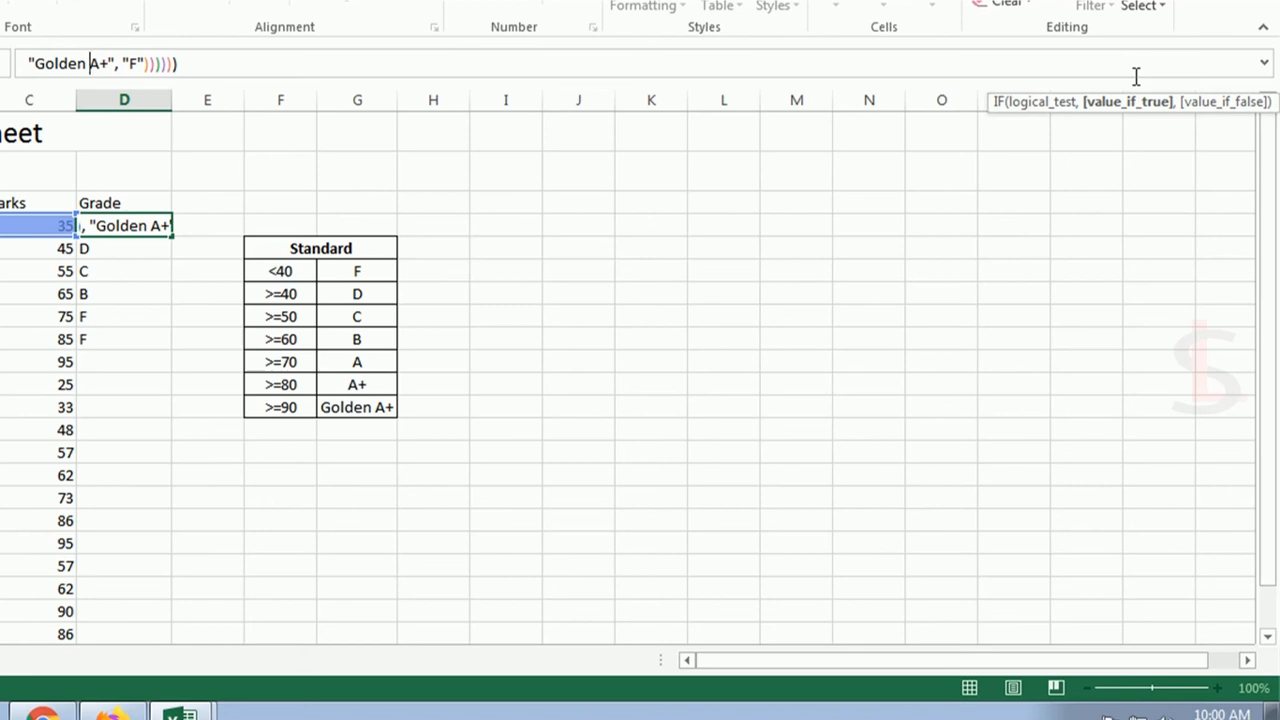 Formatting Table Styles Clear Filter Select
Font Alignment Number Styles Cells Editing
"Golden A+", "F"))))))
IF(logical_test, [value_if_true], [value_if_false])
C D E F G H I J K L M N O
eet
arks Grade
35 , "Golden A+"
45 D Standard
55 C <40 F
65 B >=40 D
75 F >=50 C
85 F >=60 B
95 >=70 A
25 >=80 A+
33 >=90 Golden A+
48
57
62
73
86
95
57
62
90
86
100%
10:00 AM